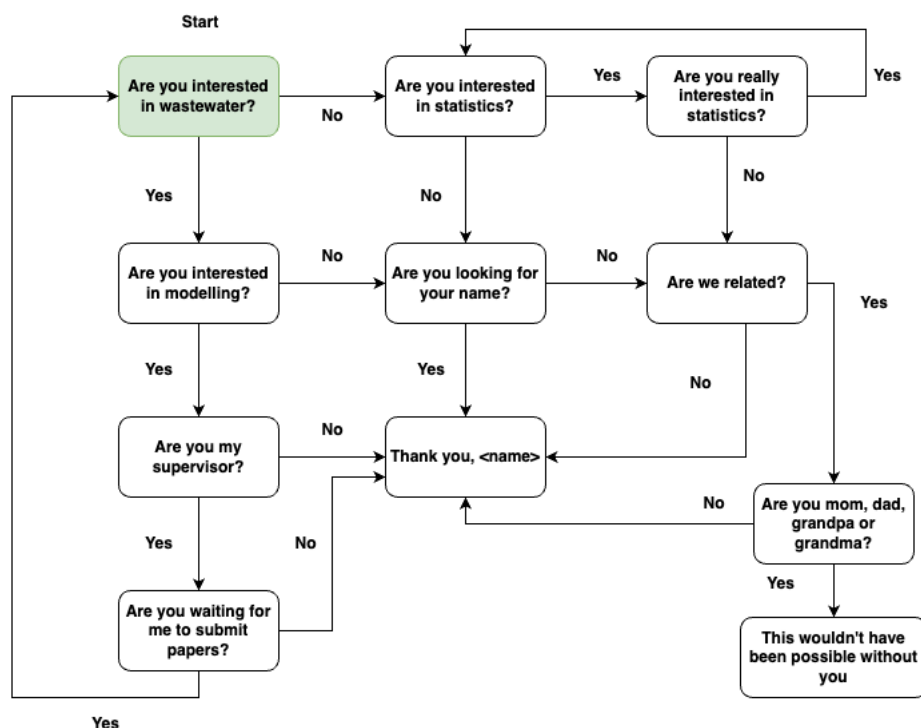 Start
Are you interested
in wastewater?
No
Are you interested
in statistics?
Yes
Are you really
interested in
statistics?
Yes
Yes
No
No
Are you interested
in modelling?
No
Are you looking for
your name?
No
Are we related?
Yes
Yes
Yes
No
Are you my
supervisor?
No
Thank you, <name>
No
Are you mom, dad,
grandpa or
grandma?
Yes
No
Yes
Are you waiting for
me to submit
papers?
This wouldn't have
been possible without
you
Yes